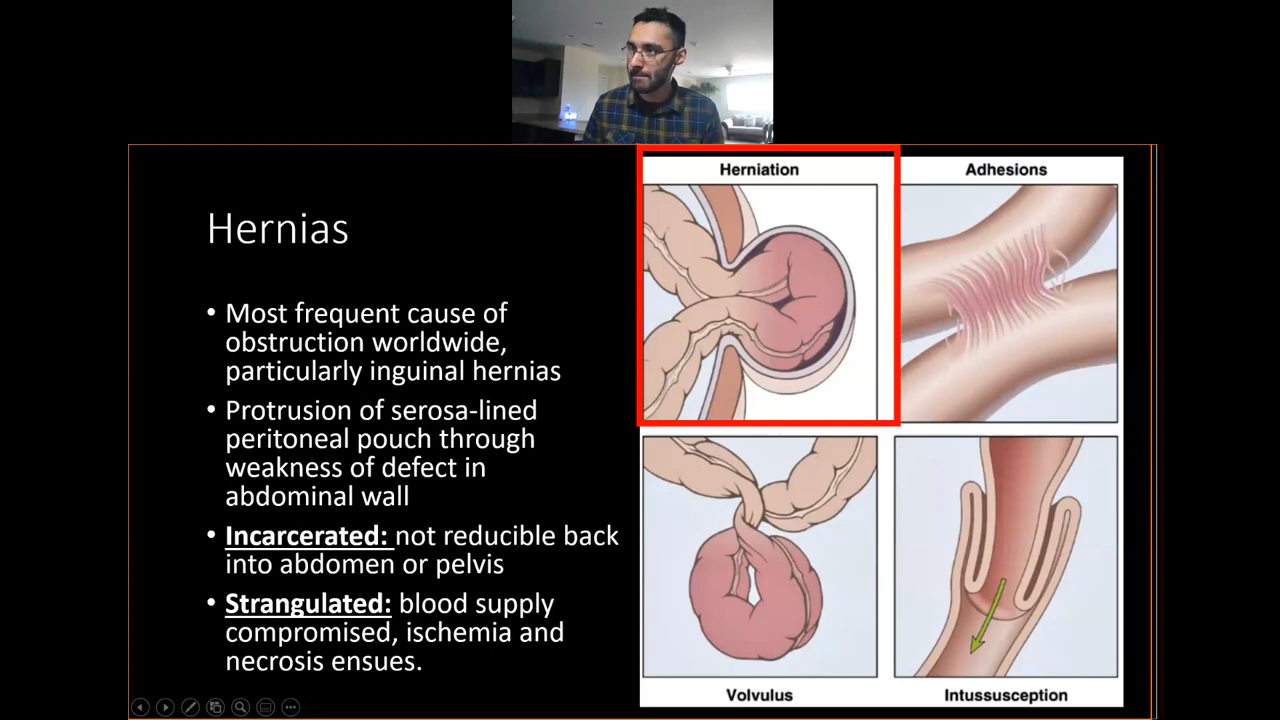 Hernias
• Most frequent cause of
obstruction worldwide,
particularly inguinal hernias
• Protrusion of serosa-lined
peritoneal pouch through
weakness of defect in
abdominal wall
• Incarcerated: not reducible back
into abdomen or pelvis
• Strangulated: blood supply
compromised, ischemia and
necrosis ensues.
Herniation
Adhesions
Volvulus
Intussusception